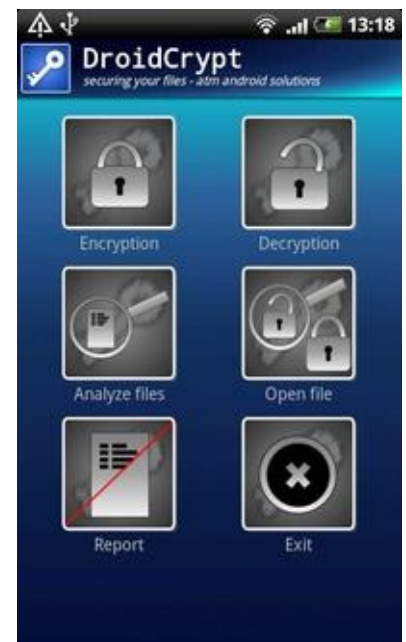 13:18
DroidCrypt
securing your files - atm android solutions
Encryption Decryption
Analyze files Open file
Report Exit